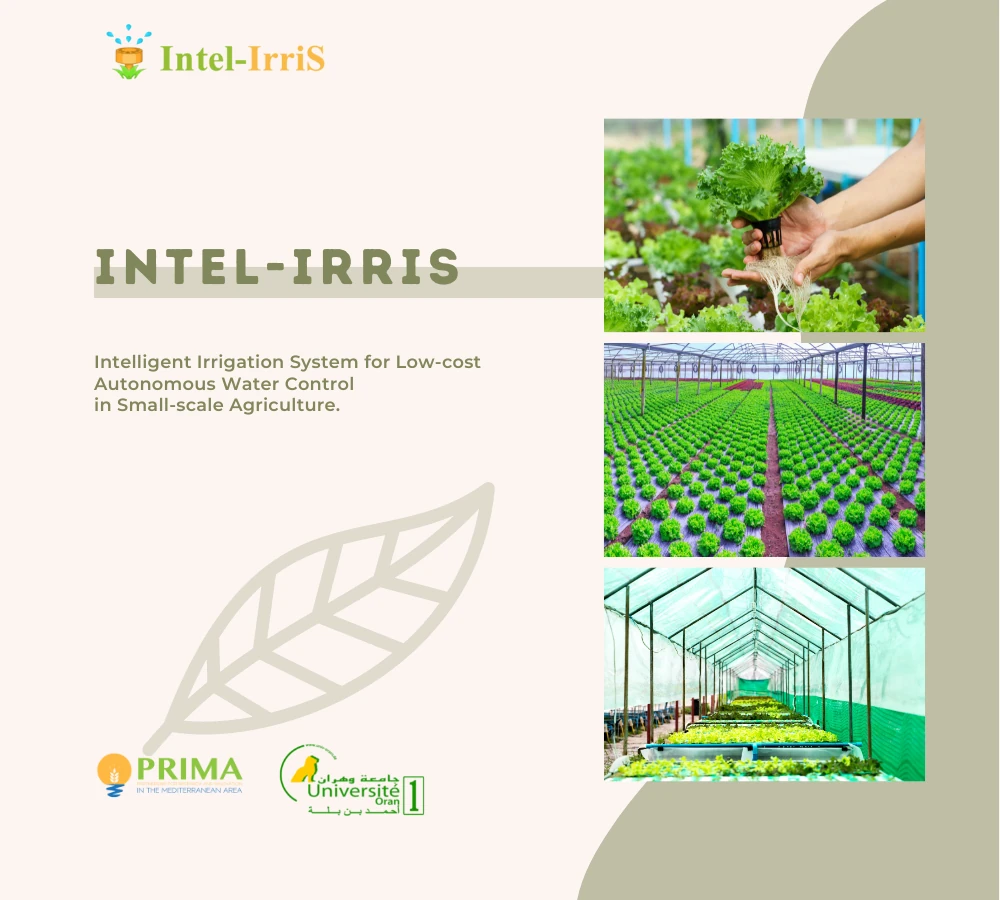 Intel-IrriS
INTEL-IRRIS
Intelligent Irrigation System for Low-cost
Autonomous Water Control
in Small-scale Agriculture.
PRIMA
IN THE MEDITERRANEAN AREA
جامعة وهران
Université
Oran 1
أحمد بن بلة